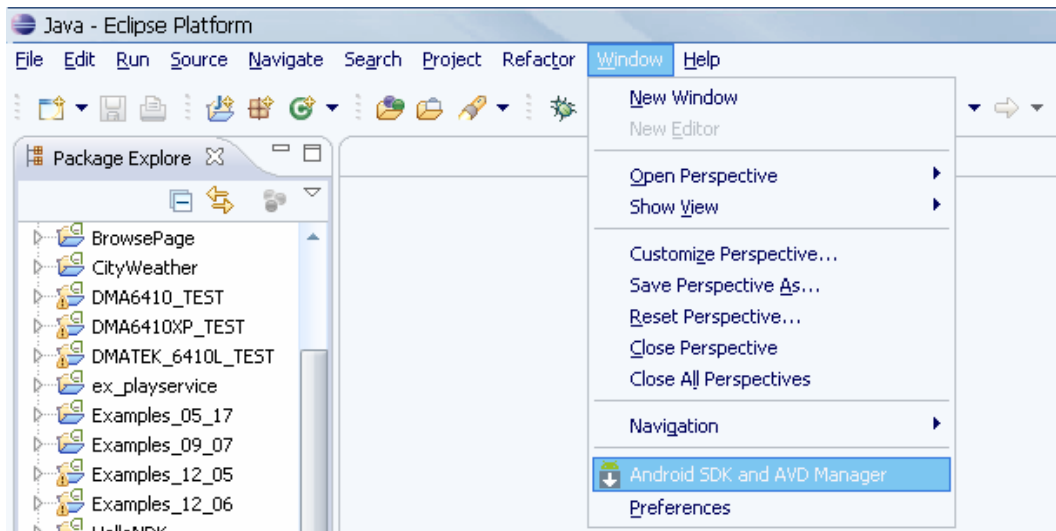 Java - Eclipse Platform
File Edit Run Source Navigate Search Project Refactor Window Help
New Window
New Editor
Package Explore
Open Perspective
Show View
BrowsePage
CityWeather
Customize Perspective...
DMA6410_TEST
Save Perspective As...
DMA6410XP_TEST
Reset Perspective...
DMATEK_6410L_TEST
Close Perspective
ex_playservice
Close All Perspectives
Examples_05_17
Navigation
Examples_09_07
Examples_12_05
Android SDK and AVD Manager
Examples_12_06
Preferences
HelloNDK